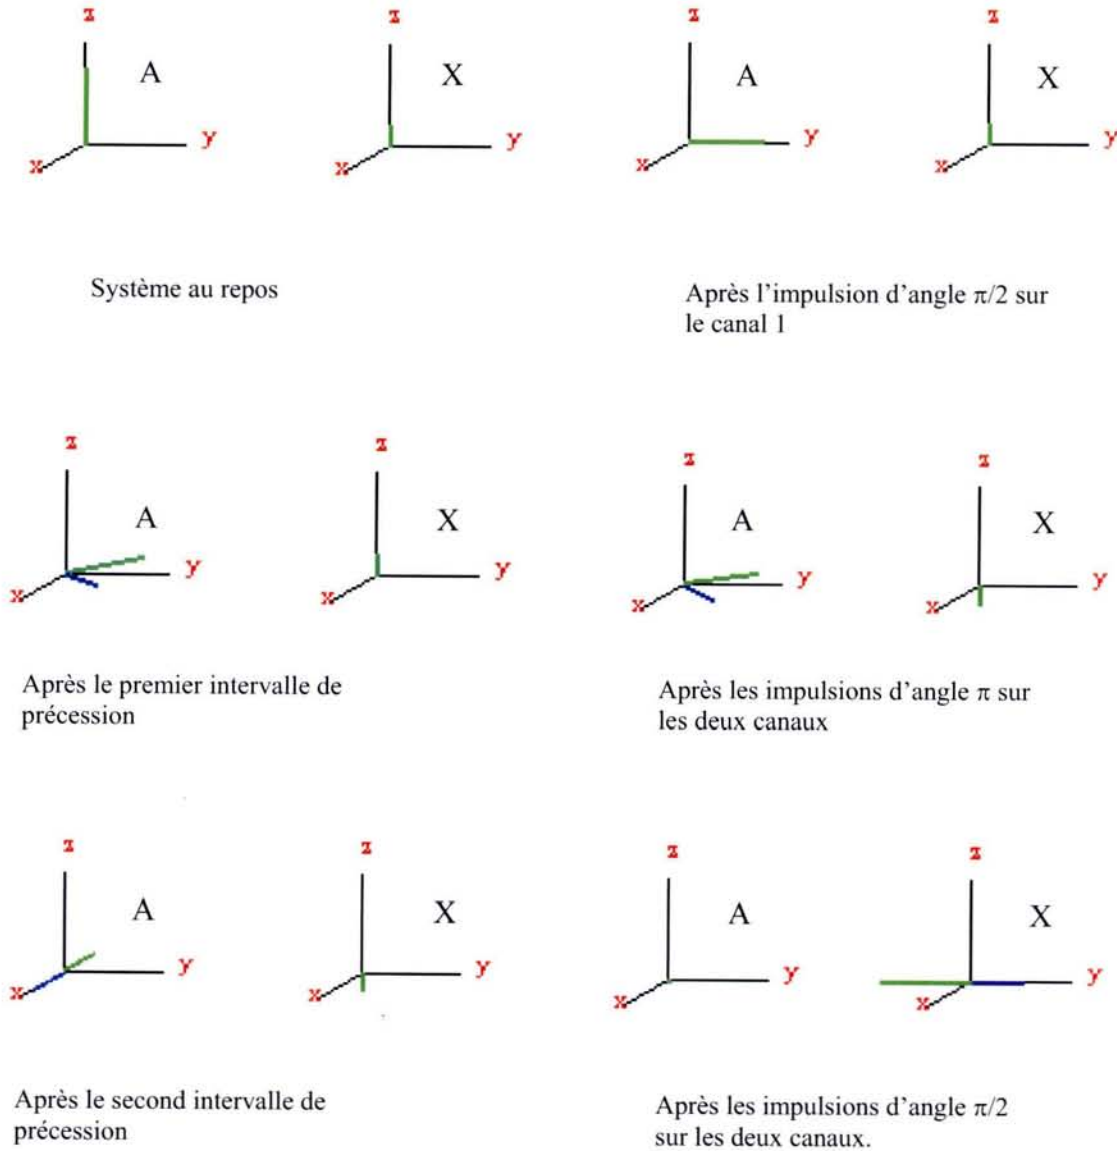 z
A
y
x
z
X
y
x
Système au repos
z
A
y
x
z
X
y
x
Après l'impulsion d'angle π/2 sur
le canal 1
z
A
y
x
z
X
y
x
Après le premier intervalle de
précession
z
A
y
x
z
X
y
x
Après les impulsions d'angle π sur
les deux canaux
z
A
y
x
z
X
y
x
Après le second intervalle de
précession
z
A
y
x
z
X
y
x
Après les impulsions d'angle π/2
sur les deux canaux.